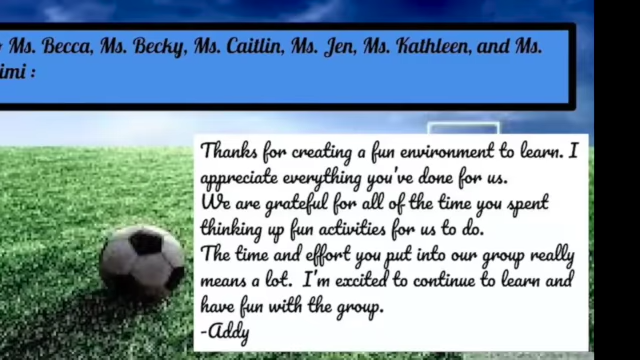 Ms. Becca, Ms. Becky, Ms. Caitlin, Ms. Jen, Ms. Kathleen, and Ms.
imi :
Thanks for creating a fun environment to learn. I
appreciate everything you've done for us.
We are grateful for all of the time you spent
thinking up fun activities for us to do.
The time and effort you put into our group really
means a lot. I'm excited to continue to learn and
have fun with the group.
-Addy